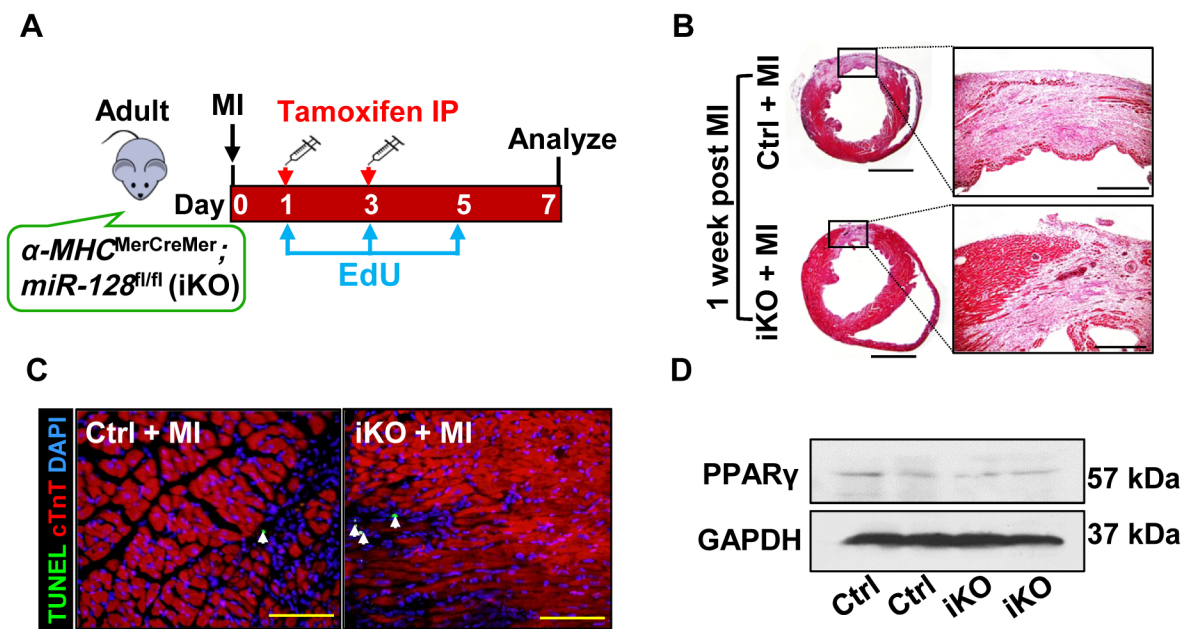 A
Adult
MI
Tamoxifen IP
Analyze
Day 0 1 3 5 7
EdU
α-MHCMerCreMer;
miR-128fl/fl (iKO)
B
1 week post MI
Ctrl + MI
iKO + MI
C
TUNEL cTnT DAPI
Ctrl + MI
iKO + MI
D
PPARγ
57 kDa
GAPDH
37 kDa
Ctrl Ctrl iKO iKO